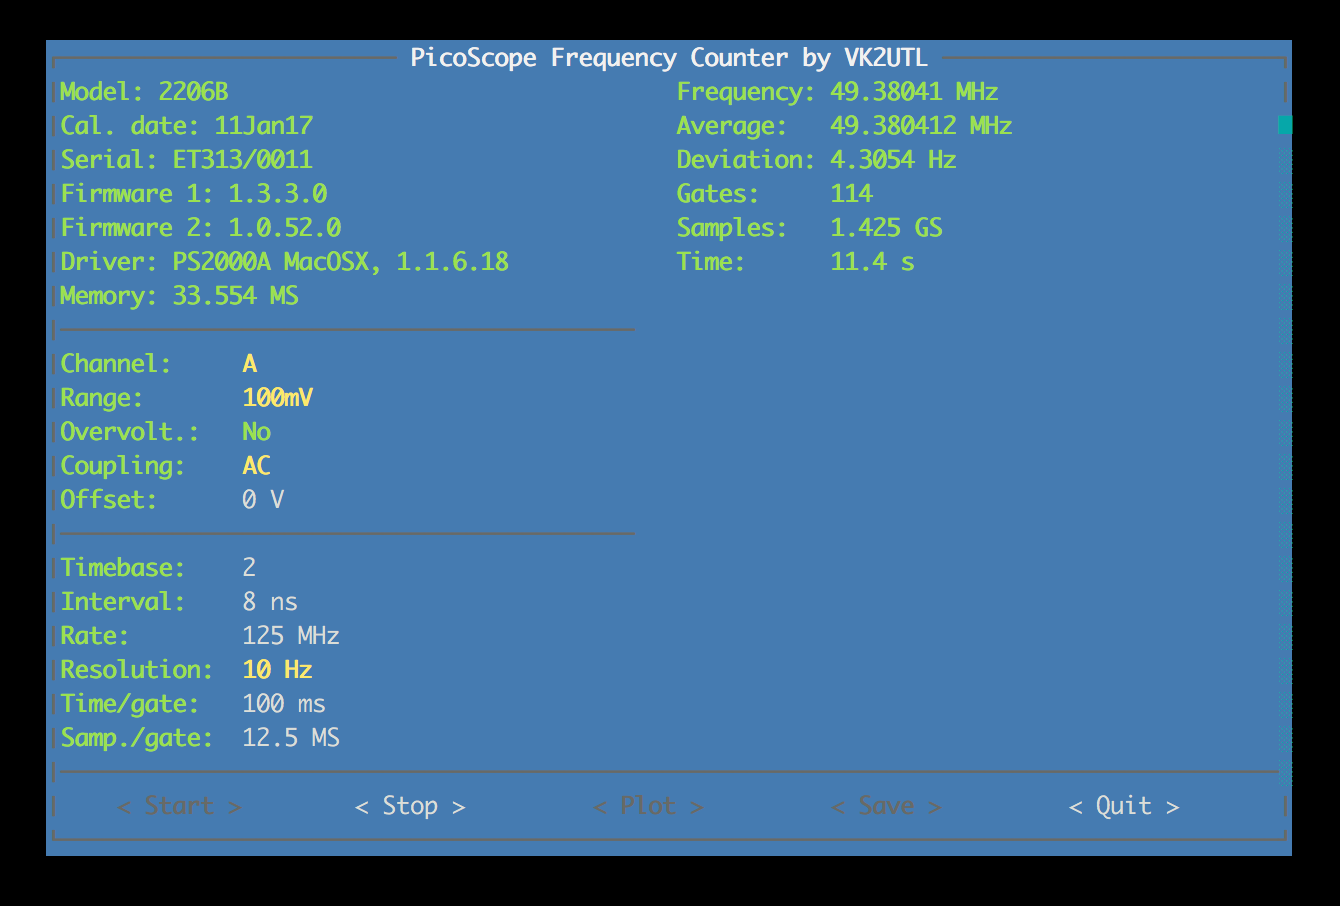 PicoScope Frequency Counter by VK2UTL
Model: 2206B
Cal. date: 11Jan17
Serial: ET313/0011
Firmware 1: 1.3.3.0
Firmware 2: 1.0.52.0
Driver: PS2000A MacOSX, 1.1.6.18
Memory: 33.554 MS
Frequency: 49.38041 MHz
Average: 49.380412 MHz
Deviation: 4.3054 Hz
Gates: 114
Samples: 1.425 GS
Time: 11.4 s
Channel: A
Range: 100mV
Overvolt.: No
Coupling: AC
Offset: 0 V
Timebase: 2
Interval: 8 ns
Rate: 125 MHz
Resolution: 10 Hz
Time/gate: 100 ms
Samp./gate: 12.5 MS
< Start > < Stop > < Plot > < Save > < Quit >